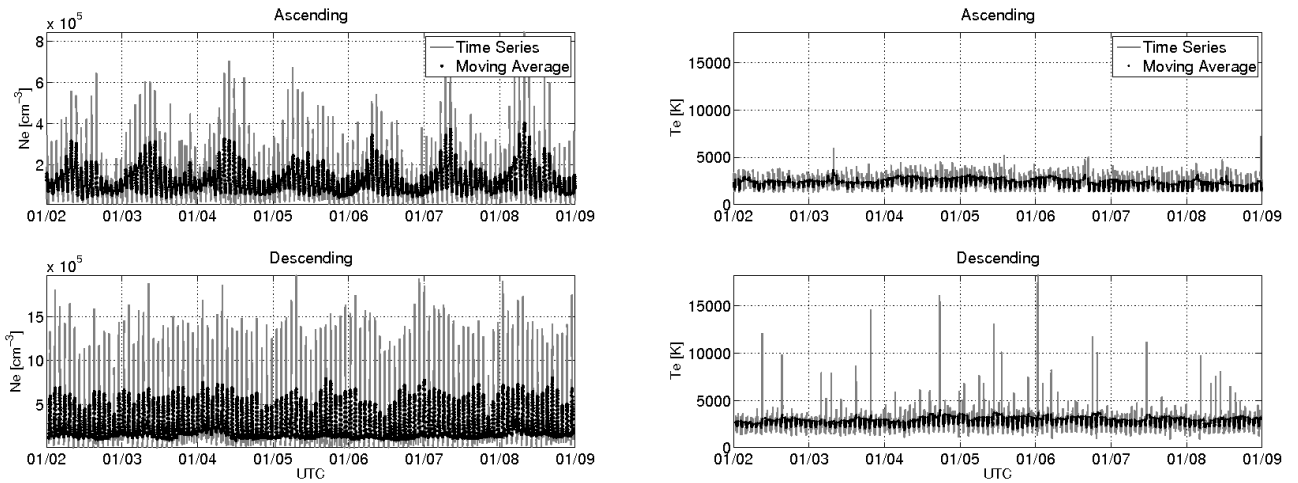 Ascending
x 10^5
Ne [cm^-3]
8
6
4
2
Time Series
Moving Average
01/02 01/03 01/04 01/05 01/06 01/07 01/08 01/09
Ascending
Te [K]
15000
10000
5000
0
Time Series
Moving Average
01/02 01/03 01/04 01/05 01/06 01/07 01/08 01/09
Descending
x 10^5
Ne [cm^-3]
15
10
5
01/02 01/03 01/04 01/05 01/06 01/07 01/08 01/09
UTC
Descending
Te [K]
15000
10000
5000
0
01/02 01/03 01/04 01/05 01/06 01/07 01/08 01/09
UTC